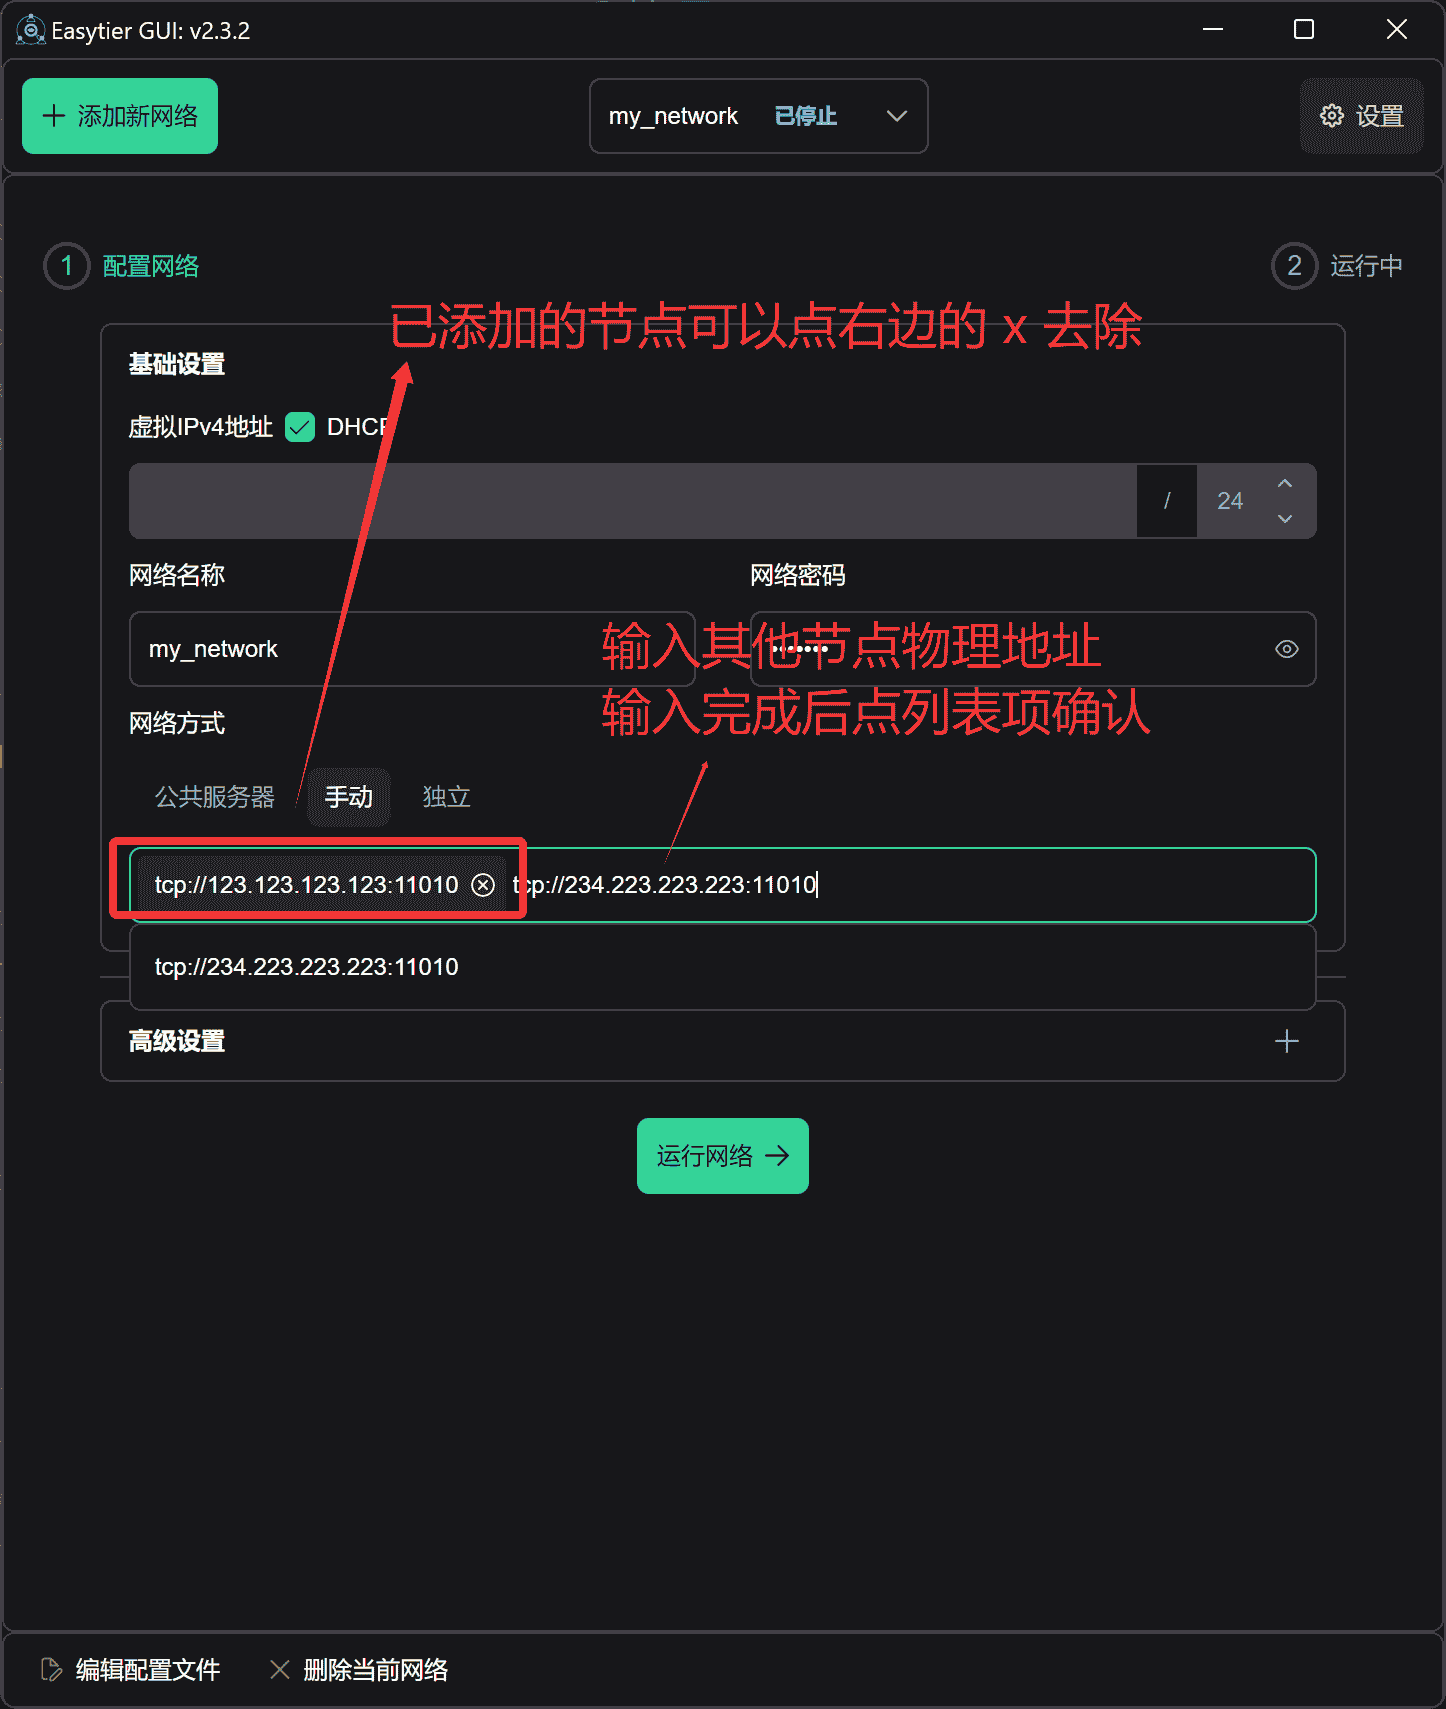 Easytier GUI: v2.3.2
添加新网络
my_network 已停止
设置
1 配置网络
2 运行中
已添加的节点可以点右边的 x 去除
基础设置
虚拟IPv4地址 DHCP
/ 24
网络名称
网络密码
my_network
输入其他节点物理地址
输入完成后点列表项确认
网络方式
公共服务器 手动 独立
tcp://123.123.123.123:11010 tcp://234.223.223.223:11010
tcp://234.223.223.223:11010
高级设置
运行网络
编辑配置文件 删除当前网络